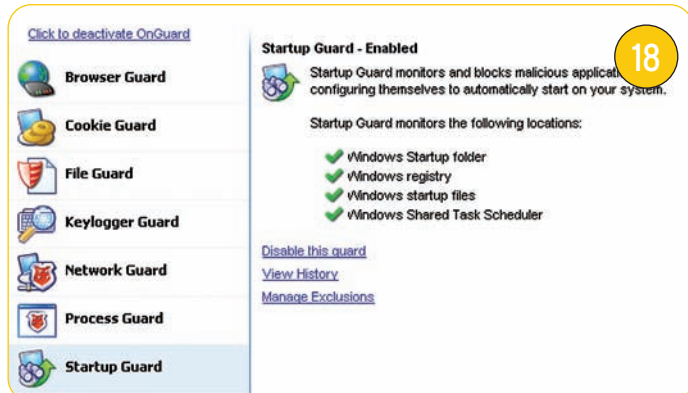 Click to deactivate OnGuard
Browser Guard
Cookie Guard
File Guard
Keylogger Guard
Network Guard
Process Guard
Startup Guard
Startup Guard - Enabled
18
Startup Guard monitors and blocks malicious
configuring themselves to automatically start on your system.
Startup Guard monitors the following locations:
Windows Startup folder
Windows registry
Windows startup files
Windows Shared Task Scheduler
Disable this guard
View History
Manage Exclusions